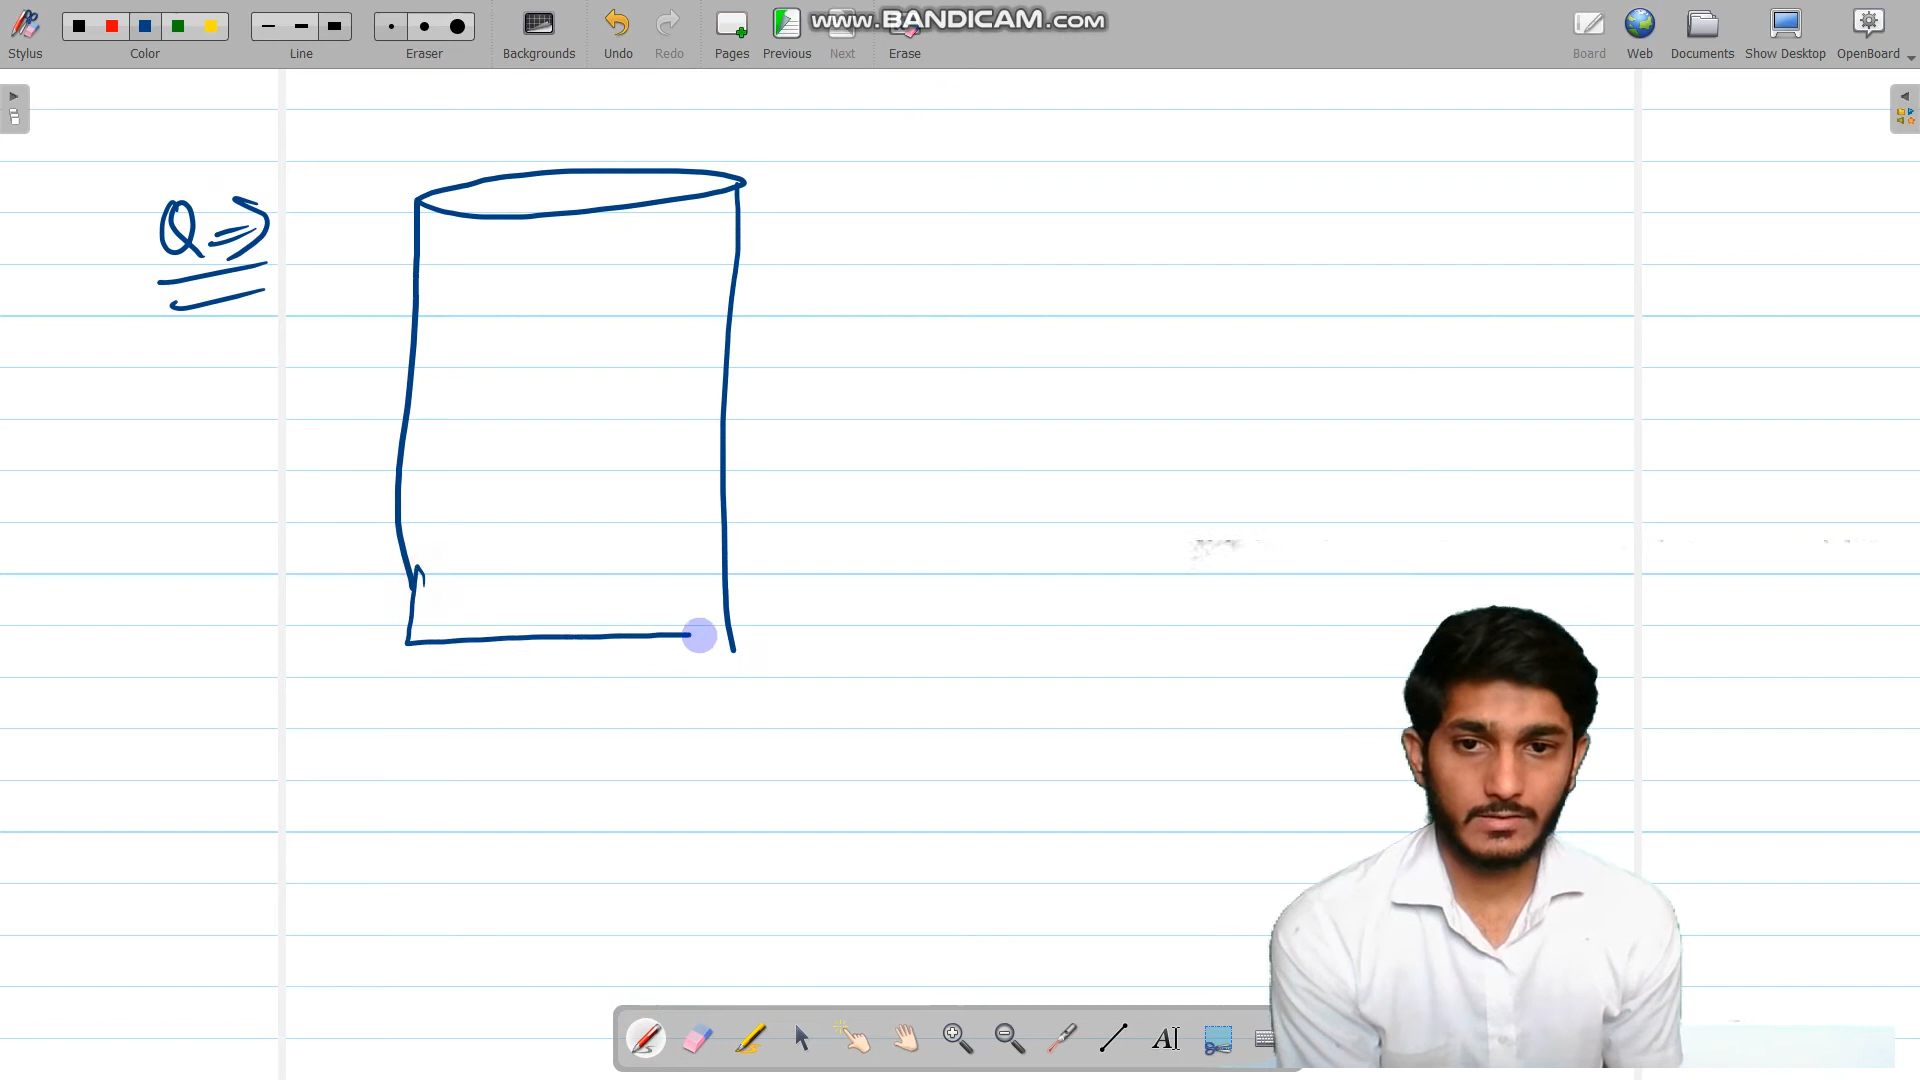 www.BANDICAM.com
Stylus Color Line Eraser Backgrounds Undo Redo Pages Previous Next Erase Board Web Documents Show Desktop OpenBoard
Q ⇒